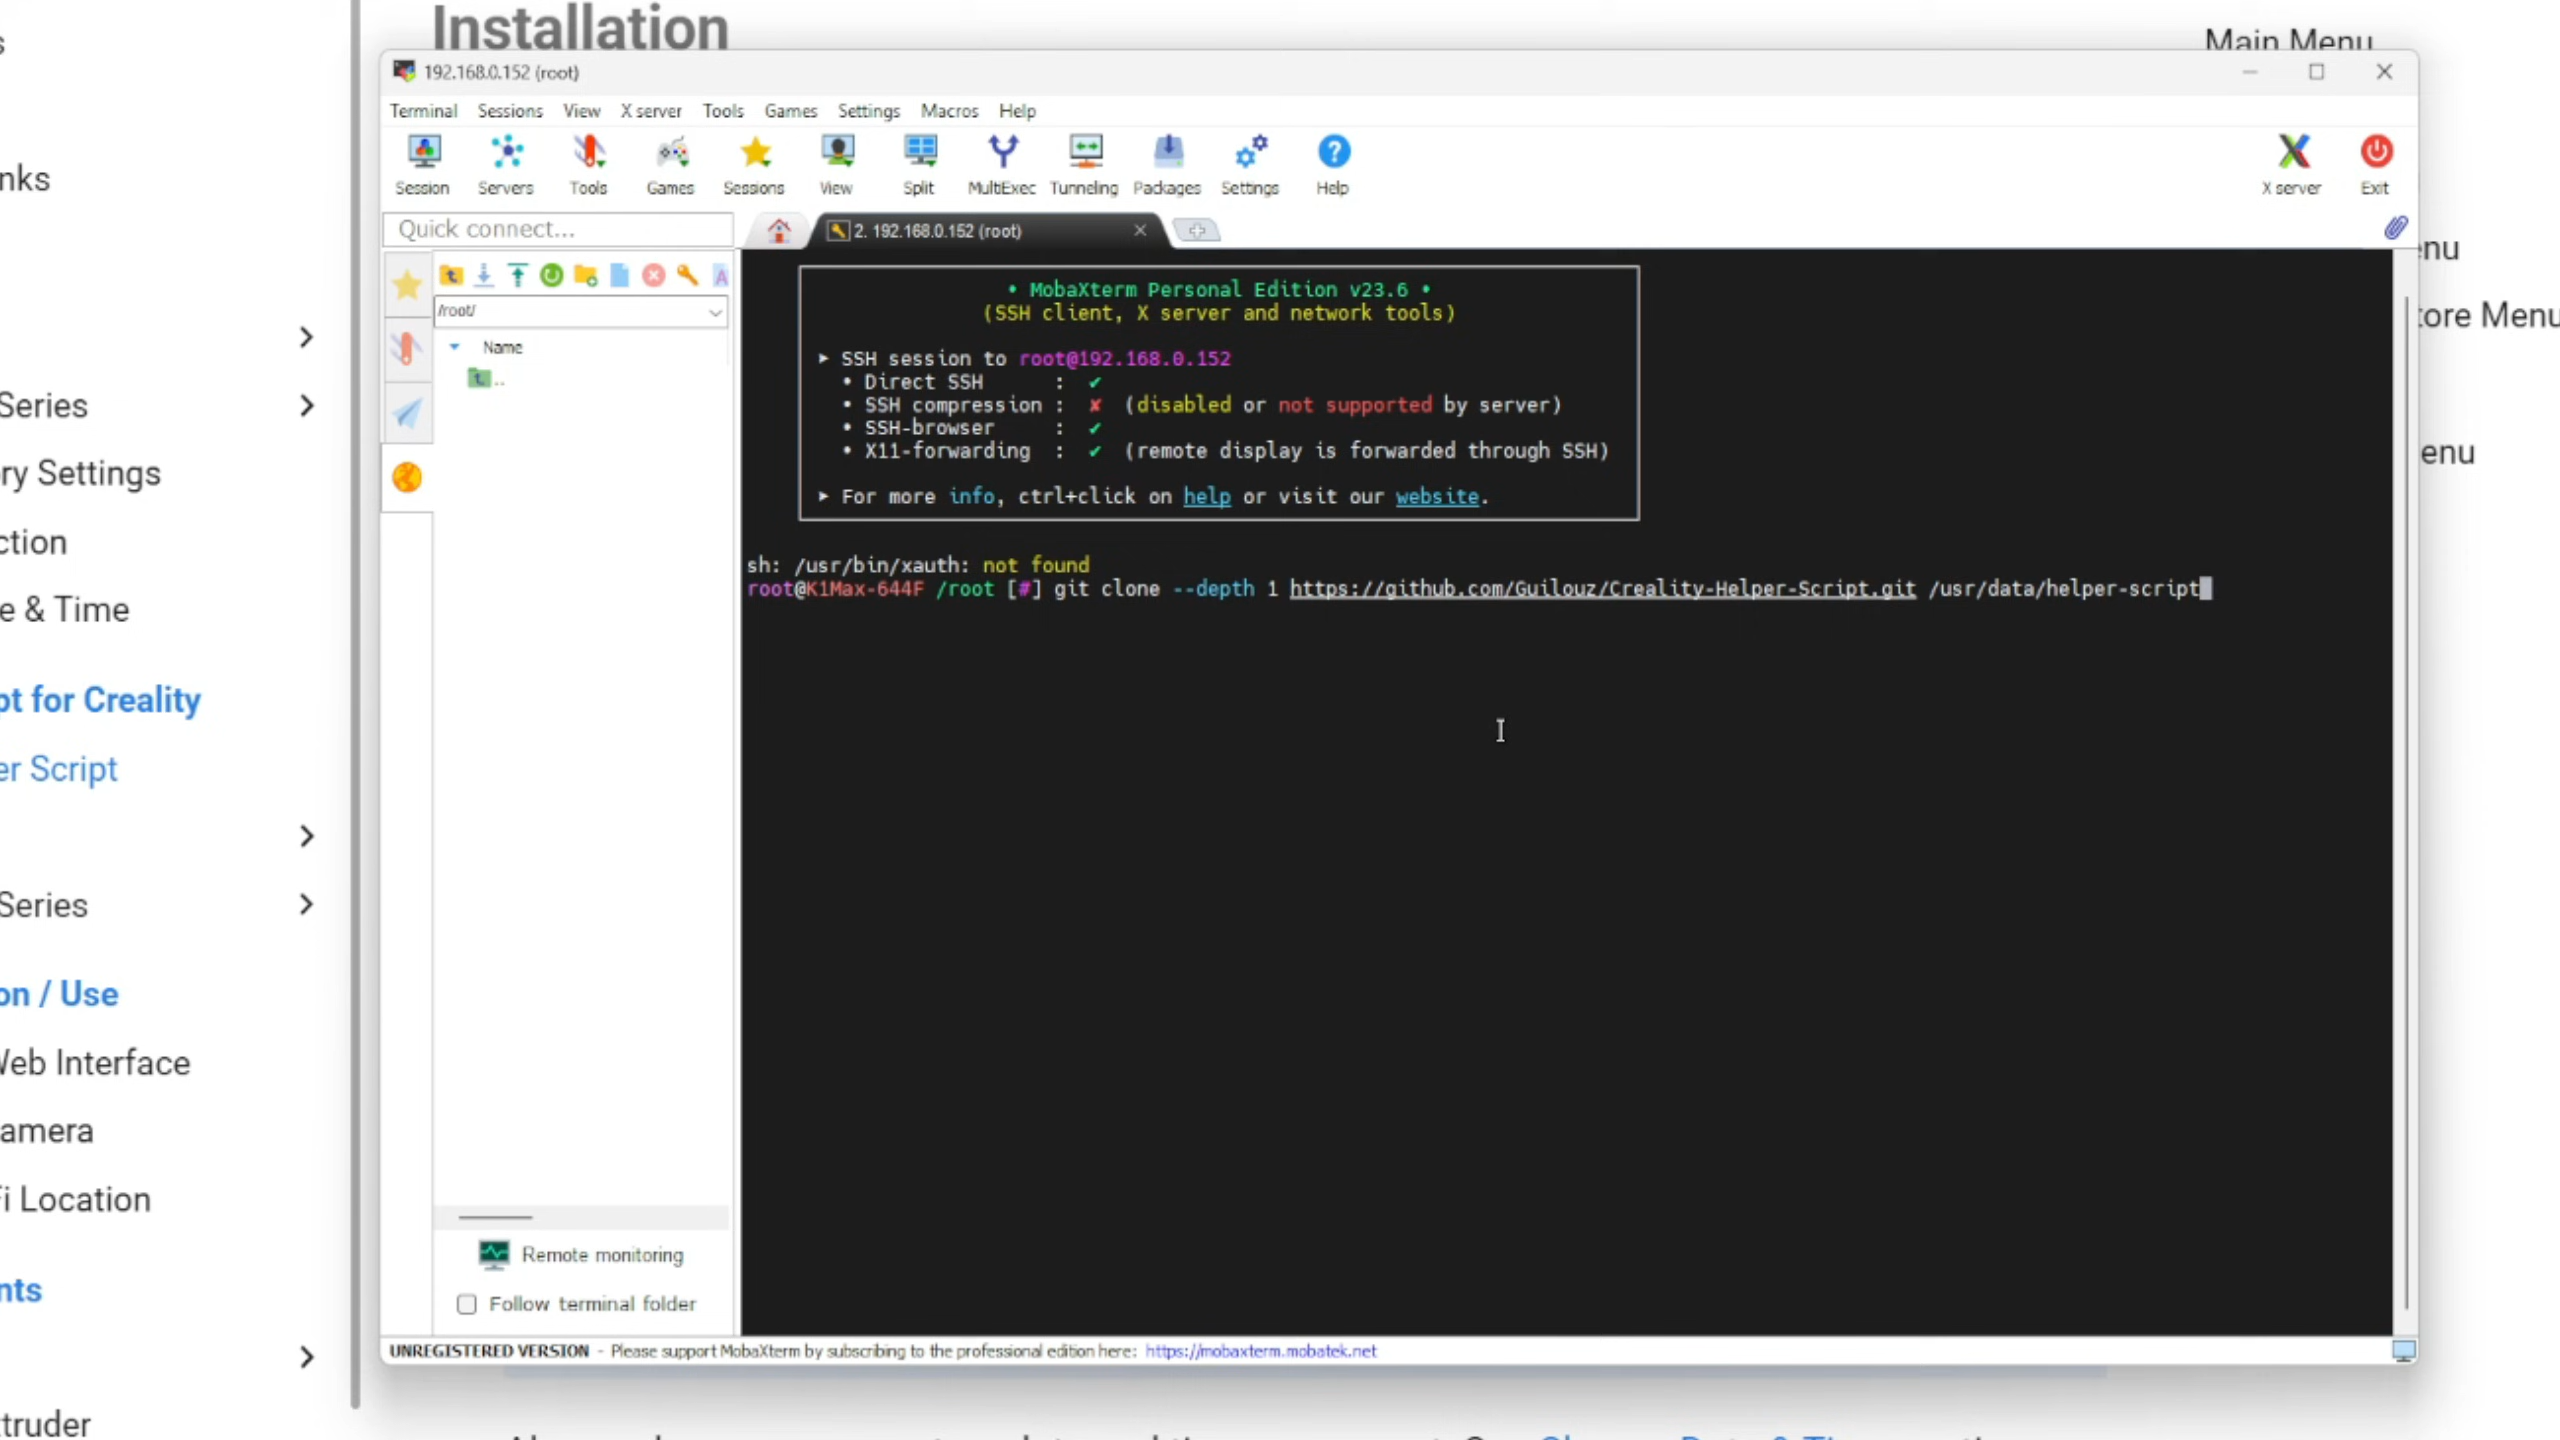 Installation
Main Menu
192.168.0.152 (root)
Terminal Sessions View X server Tools Games Settings Macros Help
Session Servers Tools Games Sessions View Split MultiExec Tunneling Packages Settings Help X server Exit
Quick connect...
2. 192.168.0.152 (root)
/root/
Name
..
• MobaXterm Personal Edition v23.6 •
(SSH client, X server and network tools)
➤ SSH session to root@192.168.0.152
• Direct SSH : ✔
• SSH compression : ✘ (disabled or not supported by server)
• SSH-browser : ✔
• X11-forwarding : ✔ (remote display is forwarded through SSH)
➤ For more info, ctrl+click on help or visit our website.
sh: /usr/bin/xauth: not found
root@K1Max-644F /root [#] git clone --depth 1 https://github.com/Guilouz/Creality-Helper-Script.git /usr/data/helper-script
Remote monitoring
Follow terminal folder
UNREGISTERED VERSION - Please support MobaXterm by subscribing to the professional edition here: https://mobaxterm.mobatek.net
nks
Series
ry Settings
ction
e & Time
pt for Creality
er Script
Series
on / Use
Web Interface
amera
Fi Location
nts
truder
enu
tore Menu
enu